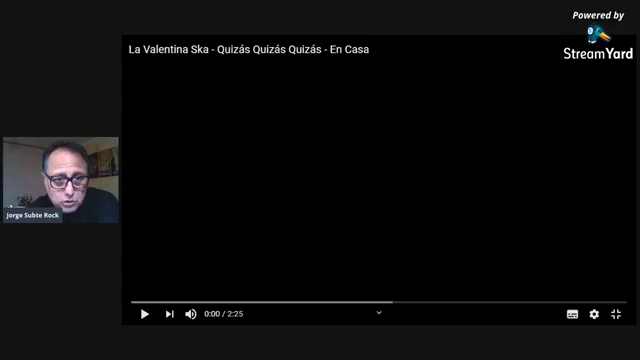 Powered by
StreamYard
La Valentina Ska - Quizás Quizás Quizás - En Casa
Jorge Subte Rock
0:00 / 2:25